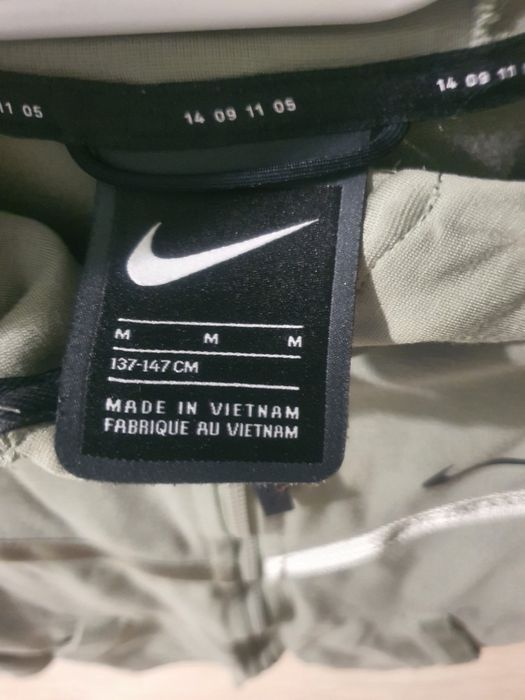 11 05 14 09 11 05 14 09 11
M M M
137-147 CM
MADE IN VIETNAM
FABRIQUE AU VIETNAM